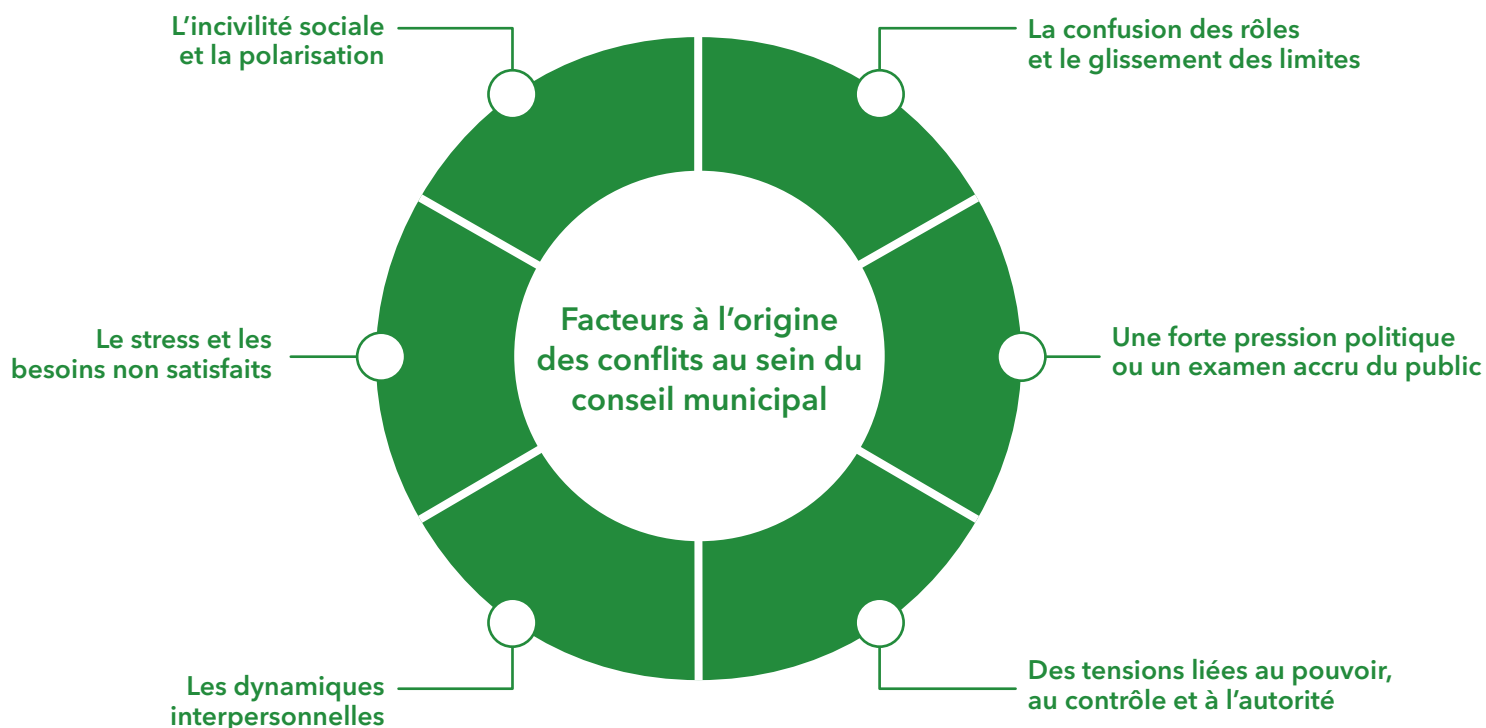 L’incivilité sociale
et la polarisation
La confusion des rôles
et le glissement des limites
Le stress et les
besoins non satisfaits
Facteurs à l’origine
des conflits au sein du
conseil municipal
Une forte pression politique
ou un examen accru du public
Les dynamiques
interpersonnelles
Des tensions liées au pouvoir,
au contrôle et à l’autorité